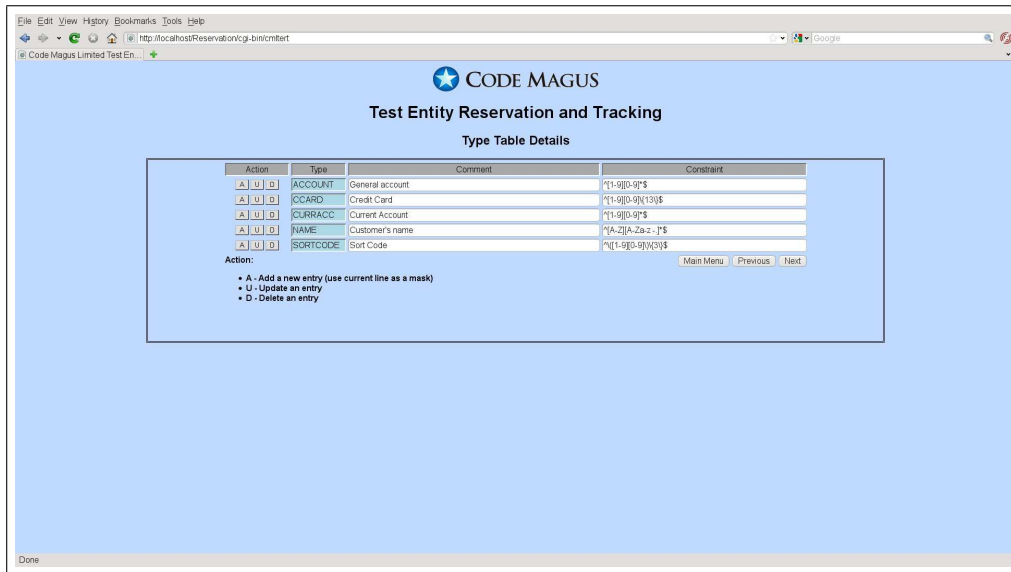 File Edit View History Bookmarks Tools Help
http://localhost/Reservation/cgi-bin/cmltert
Google
Code Magus Limited Test En...
CODE MAGUS
Test Entity Reservation and Tracking
Type Table Details
Action Type Comment Constraint
A U D ACCOUNT General account ^[1-9][0-9]*$
A U D CCARD Credit Card ^[1-9][0-9]\{13\}$
A U D CURRACC Current Account ^[1-9][0-9]*$
A U D NAME Customer's name ^[A-Z][A-Za-z - ]*$
A U D SORTCODE Sort Code ^\([1-9][0-9]\)\{3\}$
Action: Main Menu Previous Next
• A - Add a new entry (use current line as a mask)
• U - Update an entry
• D - Delete an entry
Done